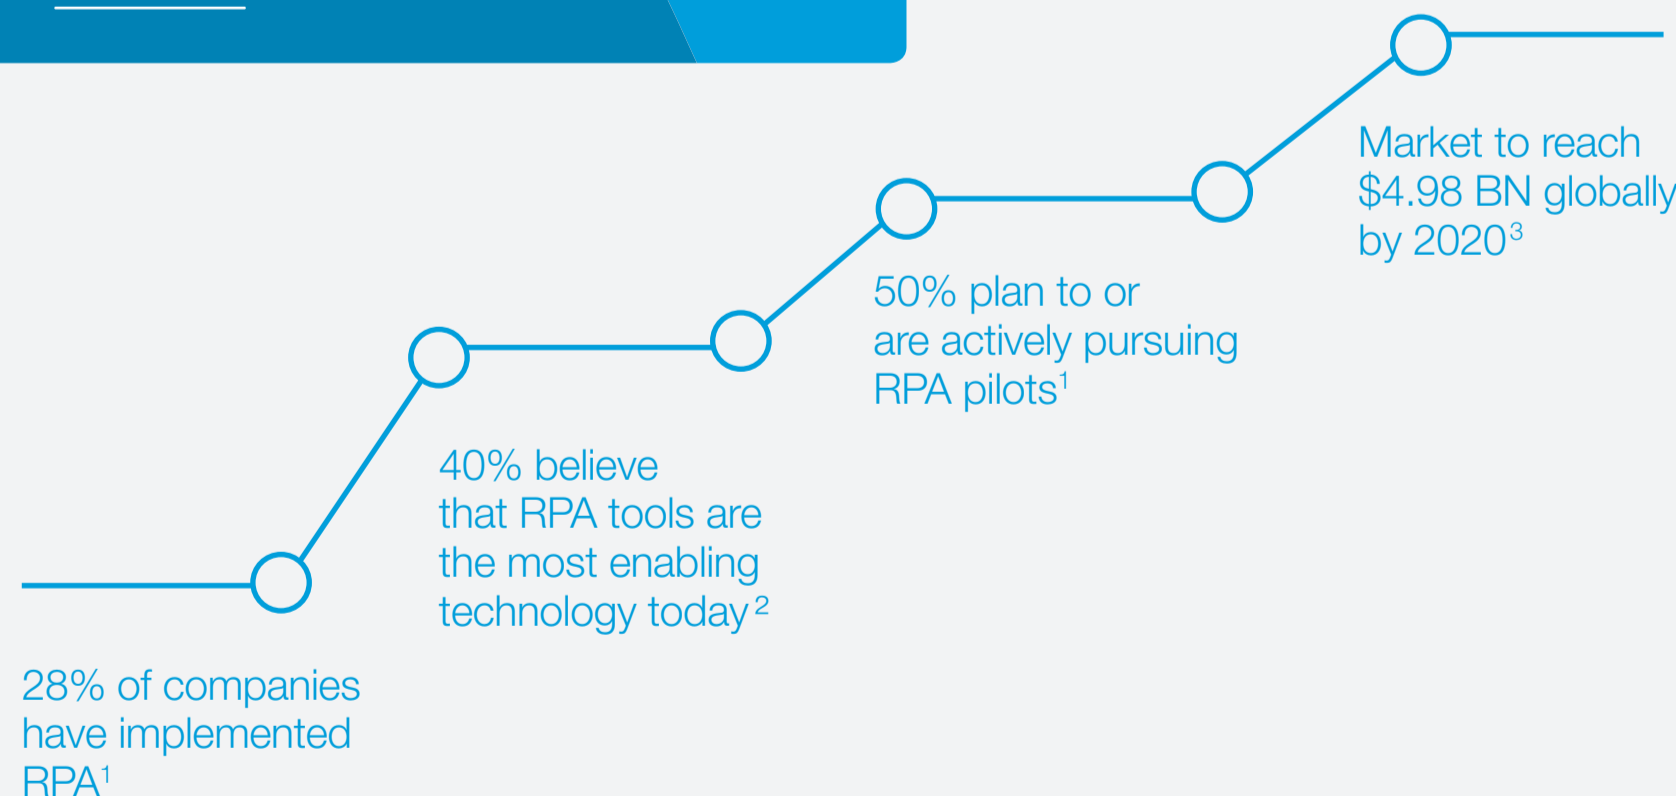 Market to reach
$4.98 BN globally
by 2020³
50% plan to or
are actively pursuing
RPA pilots¹
40% believe
that RPA tools are
the most enabling
technology today²
28% of companies
have implemented
RPA¹